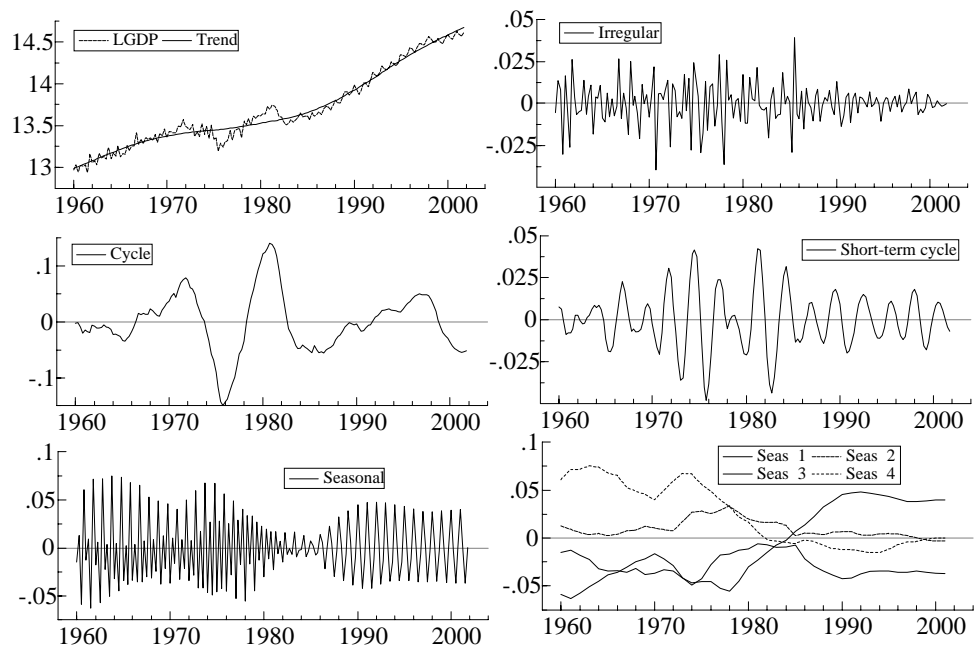 LGDP Trend
14.5
14
13.5
13
1960 1970 1980 1990 2000
Irregular
.05
.025
0
-.025
1960 1970 1980 1990 2000
Cycle
.1
0
-.1
1960 1970 1980 1990 2000
Short-term cycle
.05
.025
0
-.025
1960 1970 1980 1990 2000
Seasonal
.1
.05
0
-.05
1960 1970 1980 1990 2000
Seas 1 Seas 2
Seas 3 Seas 4
.1
.05
0
-.05
1960 1970 1980 1990 2000